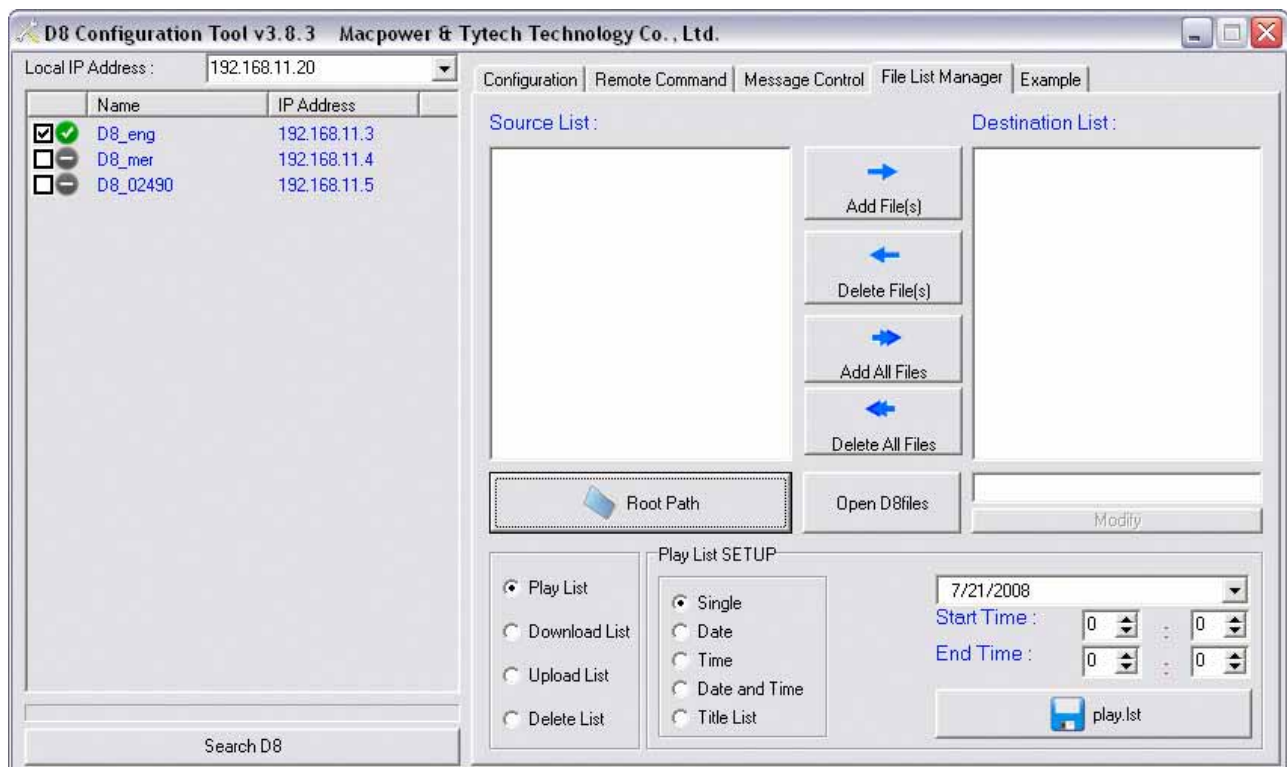 D8 Configuration Tool v3.8.3 Macpower & Tytech Technology Co., Ltd.
Local IP Address : 192.168.11.20
Name IP Address
D8_eng 192.168.11.3
D8_mer 192.168.11.4
D8_02490 192.168.11.5
Search D8
Configuration Remote Command Message Control File List Manager Example
Source List : Destination List :
Add File(s)
Delete File(s)
Add All Files
Delete All Files
Root Path Open D8files
Modify
Play List
Download List
Upload List
Delete List
Play List SETUP
Single
Date
Time
Date and Time
Title List
7/21/2008
Start Time : 0 : 0
End Time : 0 : 0
play.lst